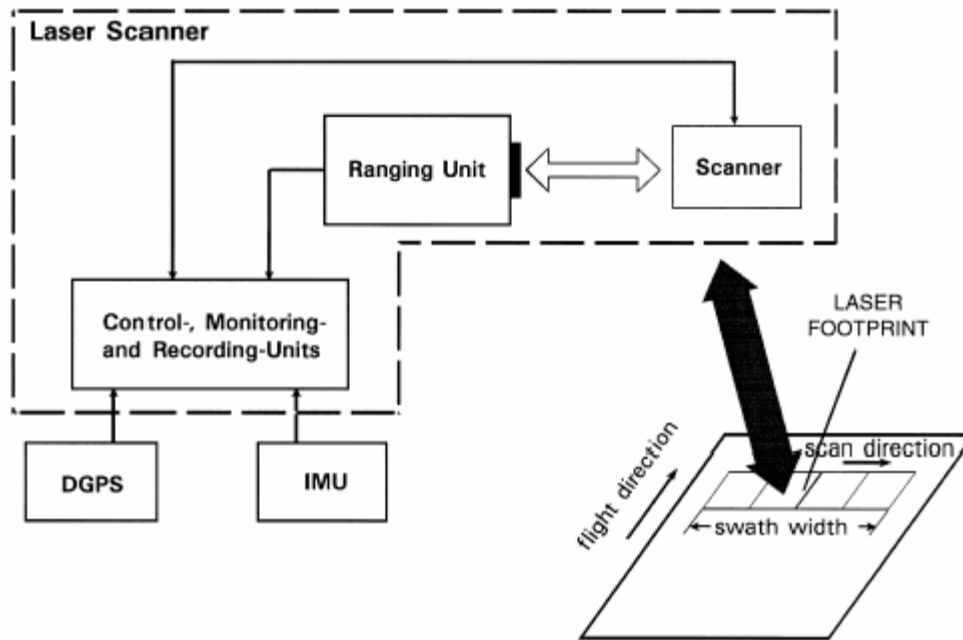 Laser Scanner
Ranging Unit
Scanner
Control-, Monitoring-
and Recording-Units
DGPS
IMU
LASER
FOOTPRINT
flight direction
scan direction
swath width